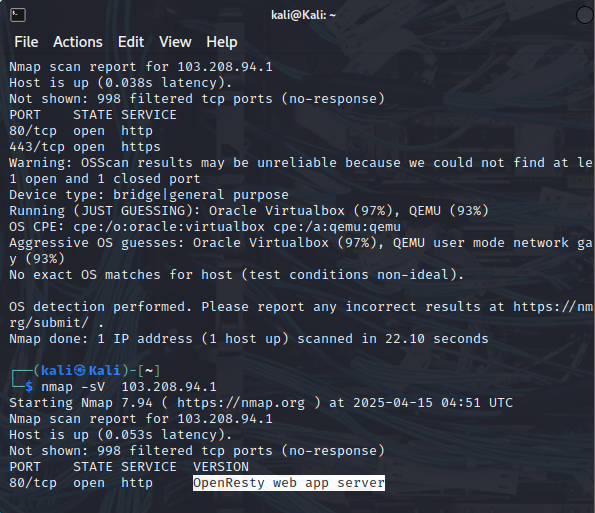 kali@Kali: ~
File Actions Edit View Help
Nmap scan report for 103.208.94.1
Host is up (0.038s latency).
Not shown: 998 filtered tcp ports (no-response)
PORT    STATE SERVICE
80/tcp  open  http
443/tcp open  https
Warning: OSScan results may be unreliable because we could not find at le
1 open and 1 closed port
Device type: bridge|general purpose
Running (JUST GUESSING): Oracle Virtualbox (97%), QEMU (93%)
OS CPE: cpe:/o:oracle:virtualbox cpe:/a:qemu:qemu
Aggressive OS guesses: Oracle Virtualbox (97%), QEMU user mode network ga
y (93%)
No exact OS matches for host (test conditions non-ideal).
OS detection performed. Please report any incorrect results at https://nm
rg/submit/ .
Nmap done: 1 IP address (1 host up) scanned in 22.10 seconds
┌──(kali㉿Kali)-[~]
└─$ nmap -sV  103.208.94.1
Starting Nmap 7.94 ( https://nmap.org ) at 2025-04-15 04:51 UTC
Nmap scan report for 103.208.94.1
Host is up (0.053s latency).
Not shown: 998 filtered tcp ports (no-response)
PORT    STATE SERVICE  VERSION
80/tcp  open  http     OpenResty web app server